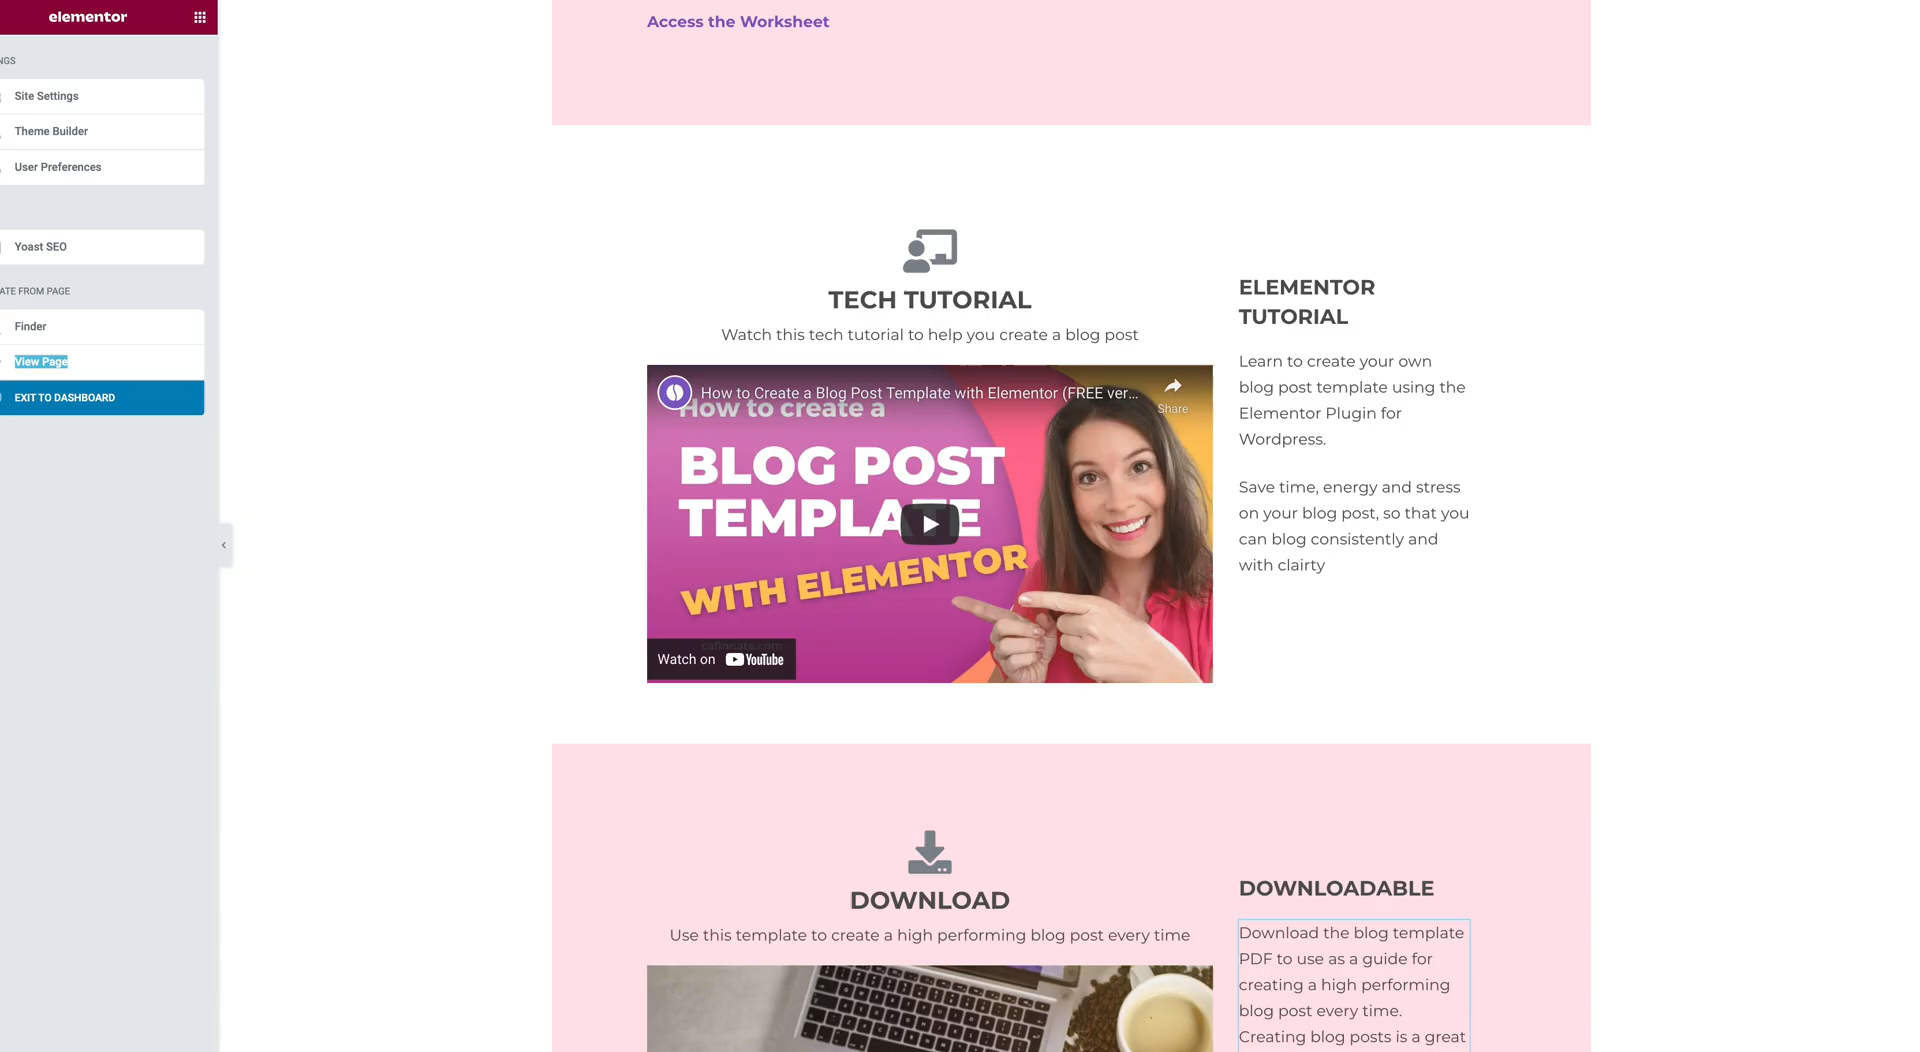 elementor
NGS
Site Settings
Theme Builder
User Preferences
Yoast SEO
ATE FROM PAGE
Finder
View Page
EXIT TO DASHBOARD
Access the Worksheet
TECH TUTORIAL
Watch this tech tutorial to help you create a blog post
How to Create a Blog Post Template with Elementor (FREE ver...
Share
How to create a
BLOG POST
TEMPLATE
WITH ELEMENTOR
Watch on YouTube
ELEMENTOR
TUTORIAL
Learn to create your own
blog post template using the
Elementor Plugin for
Wordpress.
Save time, energy and stress
on your blog post, so that you
can blog consistently and
with clairty
DOWNLOAD
Use this template to create a high performing blog post every time
DOWNLOADABLE
Download the blog template
PDF to use as a guide for
creating a high performing
blog post every time.
Creating blog posts is a great